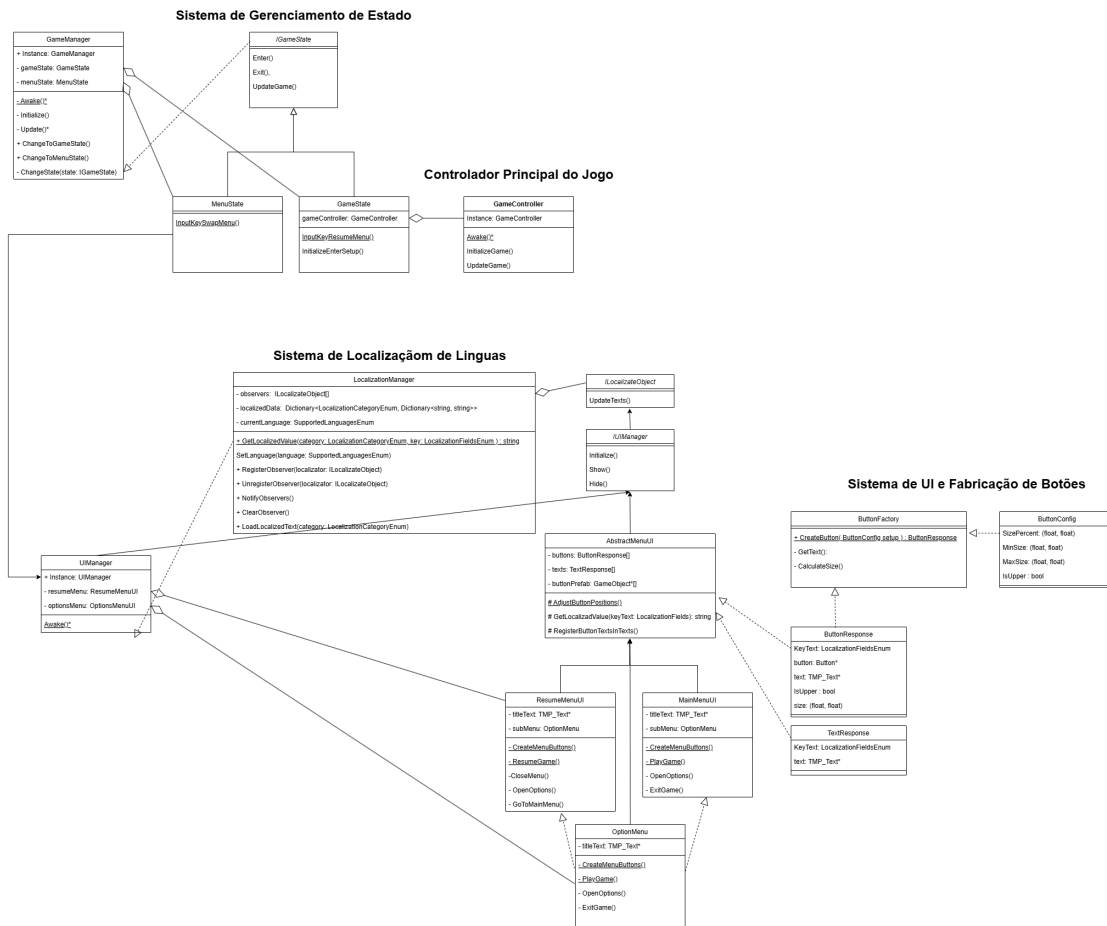 Sistema de Gerenciamento de Estado
GameManager
+ Instance: GameManager
- gameState: GameState
- menuState: MenuState
- Awake()*
- Initialize()
- Update()*
+ ChangeToGameState()
+ ChangeToMenuState()
- ChangeState(state: IGameState)
IGameState
Enter()
Exit(),
UpdateGame()
Controlador Principal do Jogo
MenuState
InputKeySwapMenu()
GameState
gameController: GameController
InputKeyResumeMenu()
InitializeEnterSetup()
GameController
Instance: GameController
Awake()*
InitializeGame()
UpdateGame()
Sistema de Localizaçãom de Linguas
LocalizationManager
- observers: ILocalizateObject[]
- localizedData: Dictionary<LocalizationCategoryEnum, Dictionary<string, string>>
- currentLanguage: SupportedLanguagesEnum
+ GetLocalizedValue(category: LocalizationCategoryEnum, key: LocalizationFieldsEnum ) : string
SetLanguage(language: SupportedLanguagesEnum)
+ RegisterObserver(localizator: ILocalizateObject)
+ UnregisterObserver(localizator: ILocalizateObject)
+ NotifyObservers()
+ ClearObserver()
+ LoadLocalizedText(category: LocalizationCategoryEnum)
ILocalizateObject
UpdateTexts()
IUIManager
Initialize()
Show()
Hide()
Sistema de UI e Fabricação de Botões
ButtonFactory
+ CreateButton( ButtonConfig setup ) : ButtonResponse
- GetText():
- CalculateSize()
ButtonConfig
SizePercent: (float, float)
MinSize: (float, float)
MaxSize: (float, float)
IsUpper : bool
UIManager
+ Instance: UIManager
- resumeMenu: ResumeMenuUI
- optionsMenu: OptionsMenuUI
Awake()*
AbstractMenuUI
- buttons: ButtonResponse[]
- texts: TextResponse[]
- buttonPrefab: GameObject*[]
# AdjustButtonPositions()
# GetLocalizadValue(keyText: LocalizationFields): string
# RegisterButtonTextsInTexts()
ButtonResponse
KeyText: LocalizationFieldsEnum
button: Button*
text: TMP_Text*
IsUpper : bool
size: (float, float)
TextResponse
KeyText: LocalizationFieldsEnum
text: TMP_Text*
ResumeMenuUI
- titleText: TMP_Text*
- subMenu: OptionMenu
- CreateMenuButtons()
- ResumeGame()
-CloseMenu()
- OpenOptions()
- GoToMainMenu()
MainMenuUI
- titleText: TMP_Text*
- subMenu: OptionMenu
- CreateMenuButtons()
- PlayGame()
- OpenOptions()
- ExitGame()
OptionMenu
- titleText: TMP_Text*
- CreateMenuButtons()
- PlayGame()
- OpenOptions()
- ExitGame()